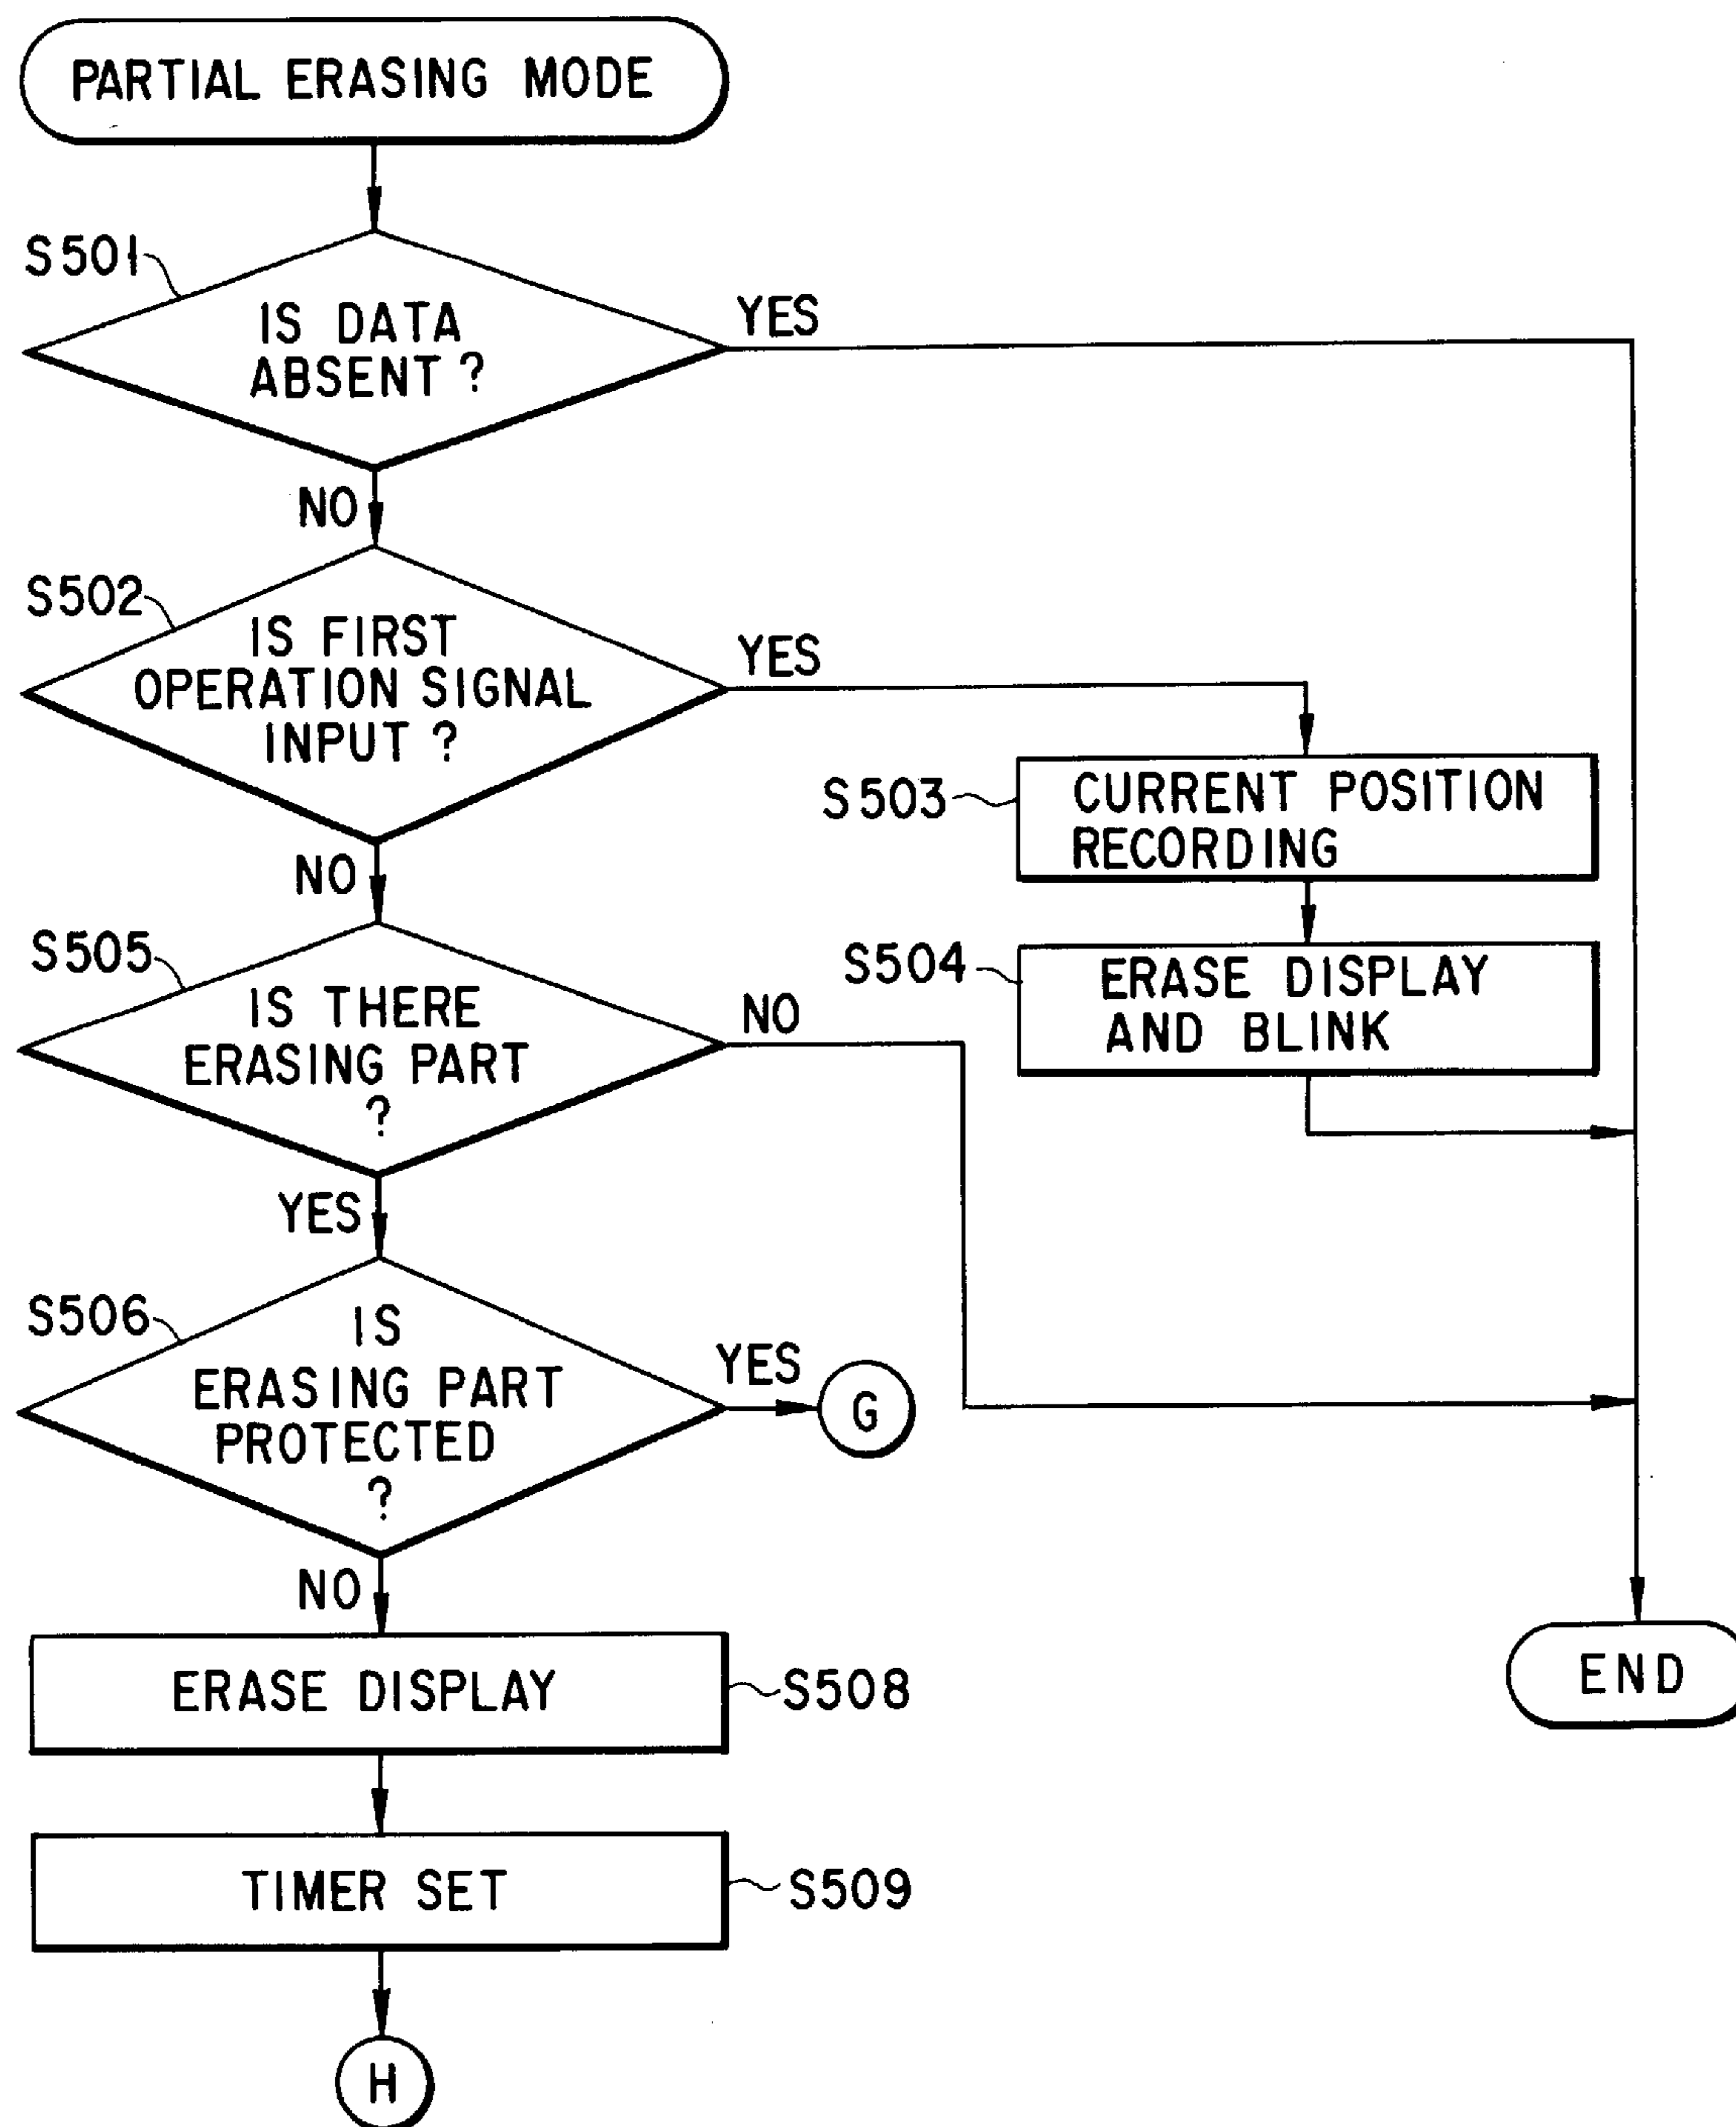 PARTIAL ERASING MODE
S501
IS DATA
ABSENT ?
YES
NO
S502
IS FIRST
OPERATION SIGNAL
INPUT ?
YES
S503
CURRENT POSITION
RECORDING
NO
S504
ERASE DISPLAY
AND BLINK
S505
IS THERE
ERASING PART
?
NO
YES
S506
IS
ERASING PART
PROTECTED
?
YES
G
NO
ERASE DISPLAY
S508
END
TIMER SET
S509
H